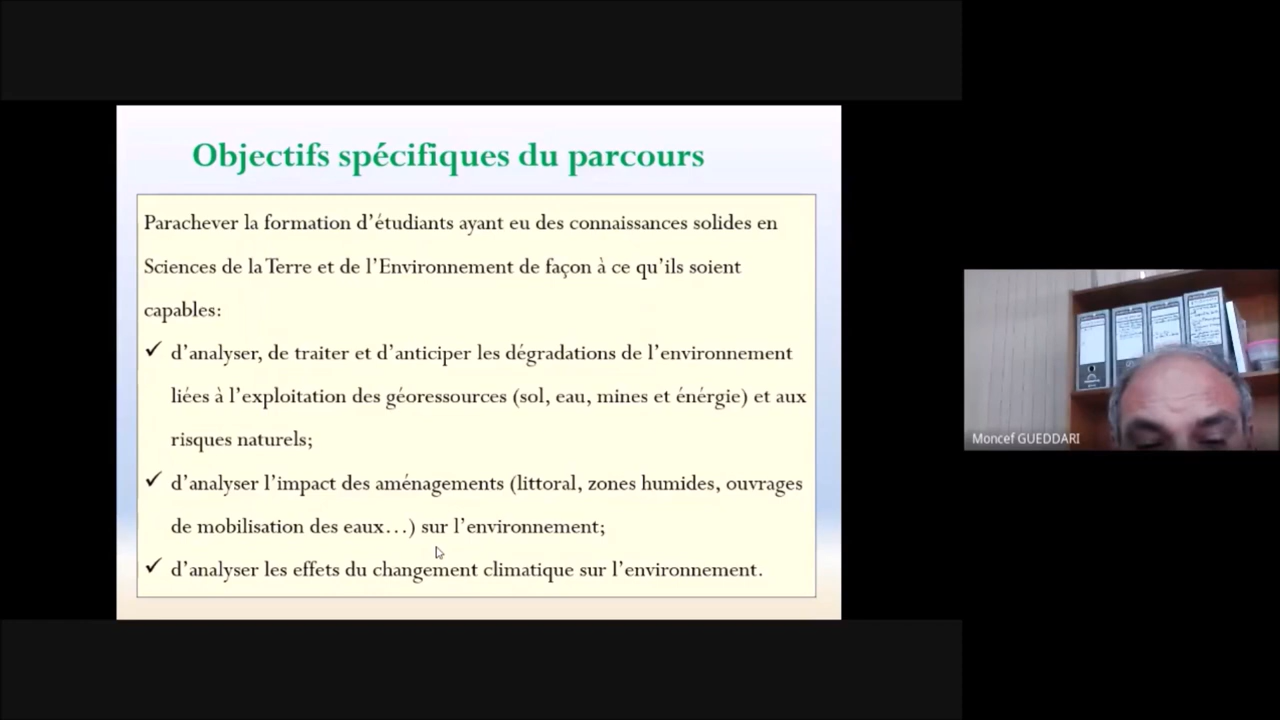 Objectifs spécifiques du parcours
Parachever la formation d’étudiants ayant eu des connaissances solides en
Sciences de la Terre et de l’Environnement de façon à ce qu’ils soient
capables:
✓ d’analyser, de traiter et d’anticiper les dégradations de l’environnement
liées à l’exploitation des géoressources (sol, eau, mines et énérgie) et aux
risques naturels;
✓ d’analyser l’impact des aménagements (littoral, zones humides, ouvrages
de mobilisation des eaux…) sur l’environnement;
✓ d’analyser les effets du changement climatique sur l’environnement.
Moncef GUEDDARI